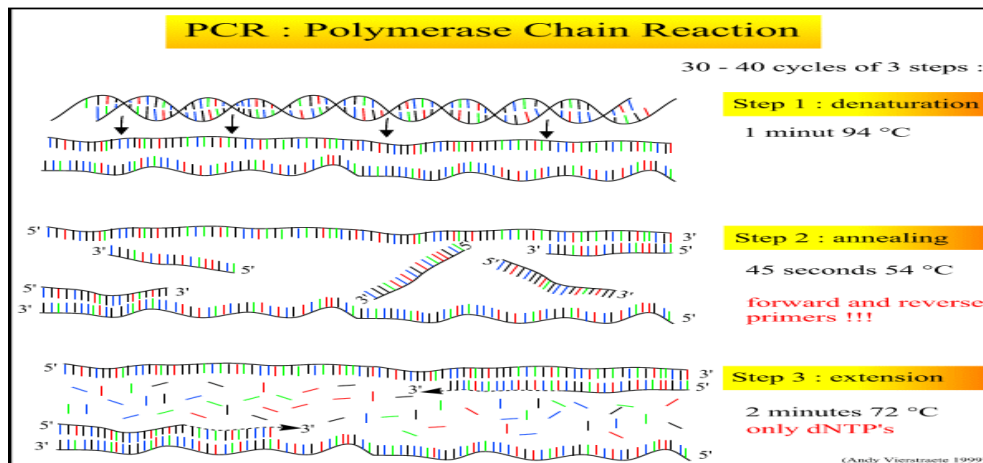 PCR : Polymerase Chain Reaction
30 - 40 cycles of 3 steps :
Step 1 : denaturation
1 minut 94 °C
5'
3'
3'
5'
3'
5'
Step 2 : annealing
3'
5'
5'
45 seconds 54 °C
5'
3'
3'
3'
forward and reverse
3'
5'
primers !!!
5'
3'
3'
5'
Step 3 : extension
2 minutes 72 °C
5'
3'
only dNTP's
3'
5'
(Andy Vierstraete 1999